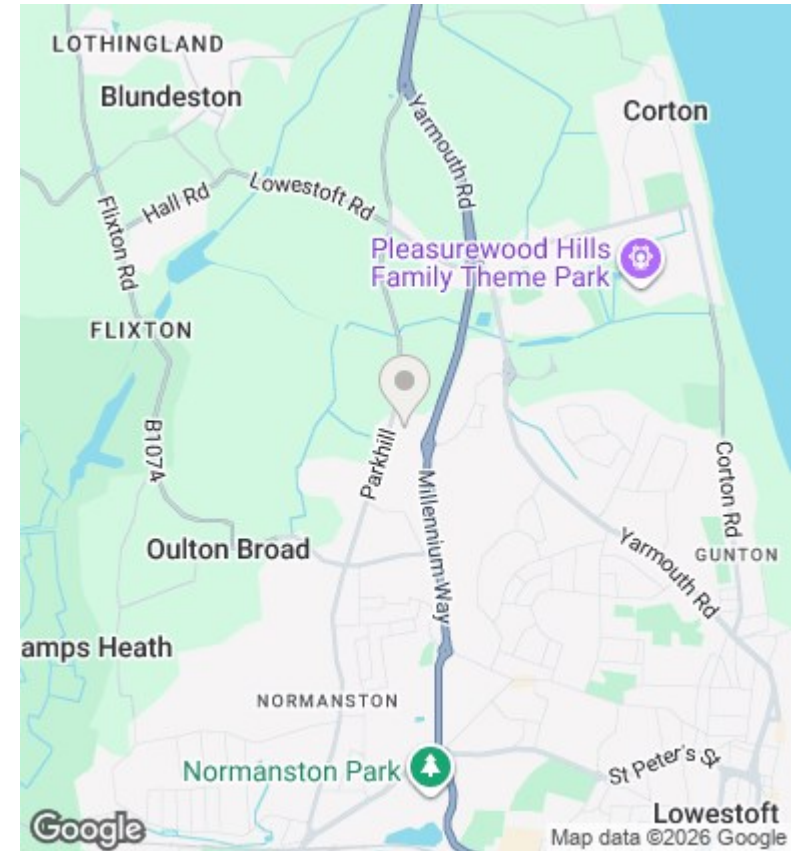 LOTHINGLAND
Blundeston
Corton
Yarmouth Rd
Lowestoft Rd
Hall Rd
Flixton Rd
Pleasurewood Hills
Family Theme Park
FLIXTON
B1074
Parkhill
Corton Rd
Millennium Way
Yarmouth Rd
GUNTON
Oulton Broad
amps Heath
NORMANSTON
St Peter's St
Normanston Park
Lowestoft
Google
Map data ©2026 Google